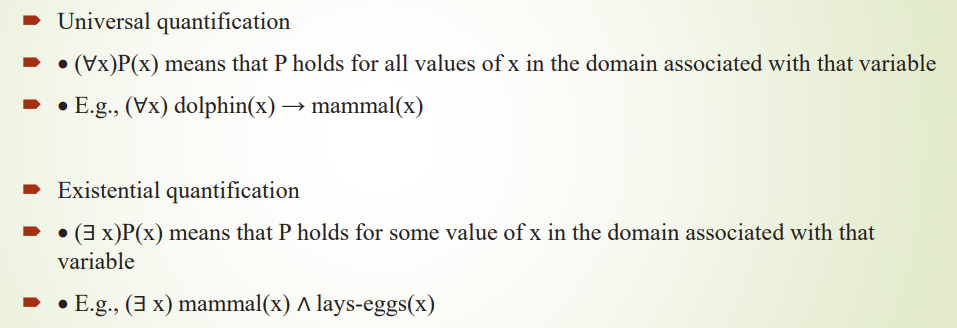 Universal quantification
• (∀x)P(x) means that P holds for all values of x in the domain associated with that variable
• E.g., (∀x) dolphin(x) → mammal(x)
Existential quantification
• (∃ x)P(x) means that P holds for some value of x in the domain associated with that
variable
• E.g., (∃ x) mammal(x) ∧ lays-eggs(x)